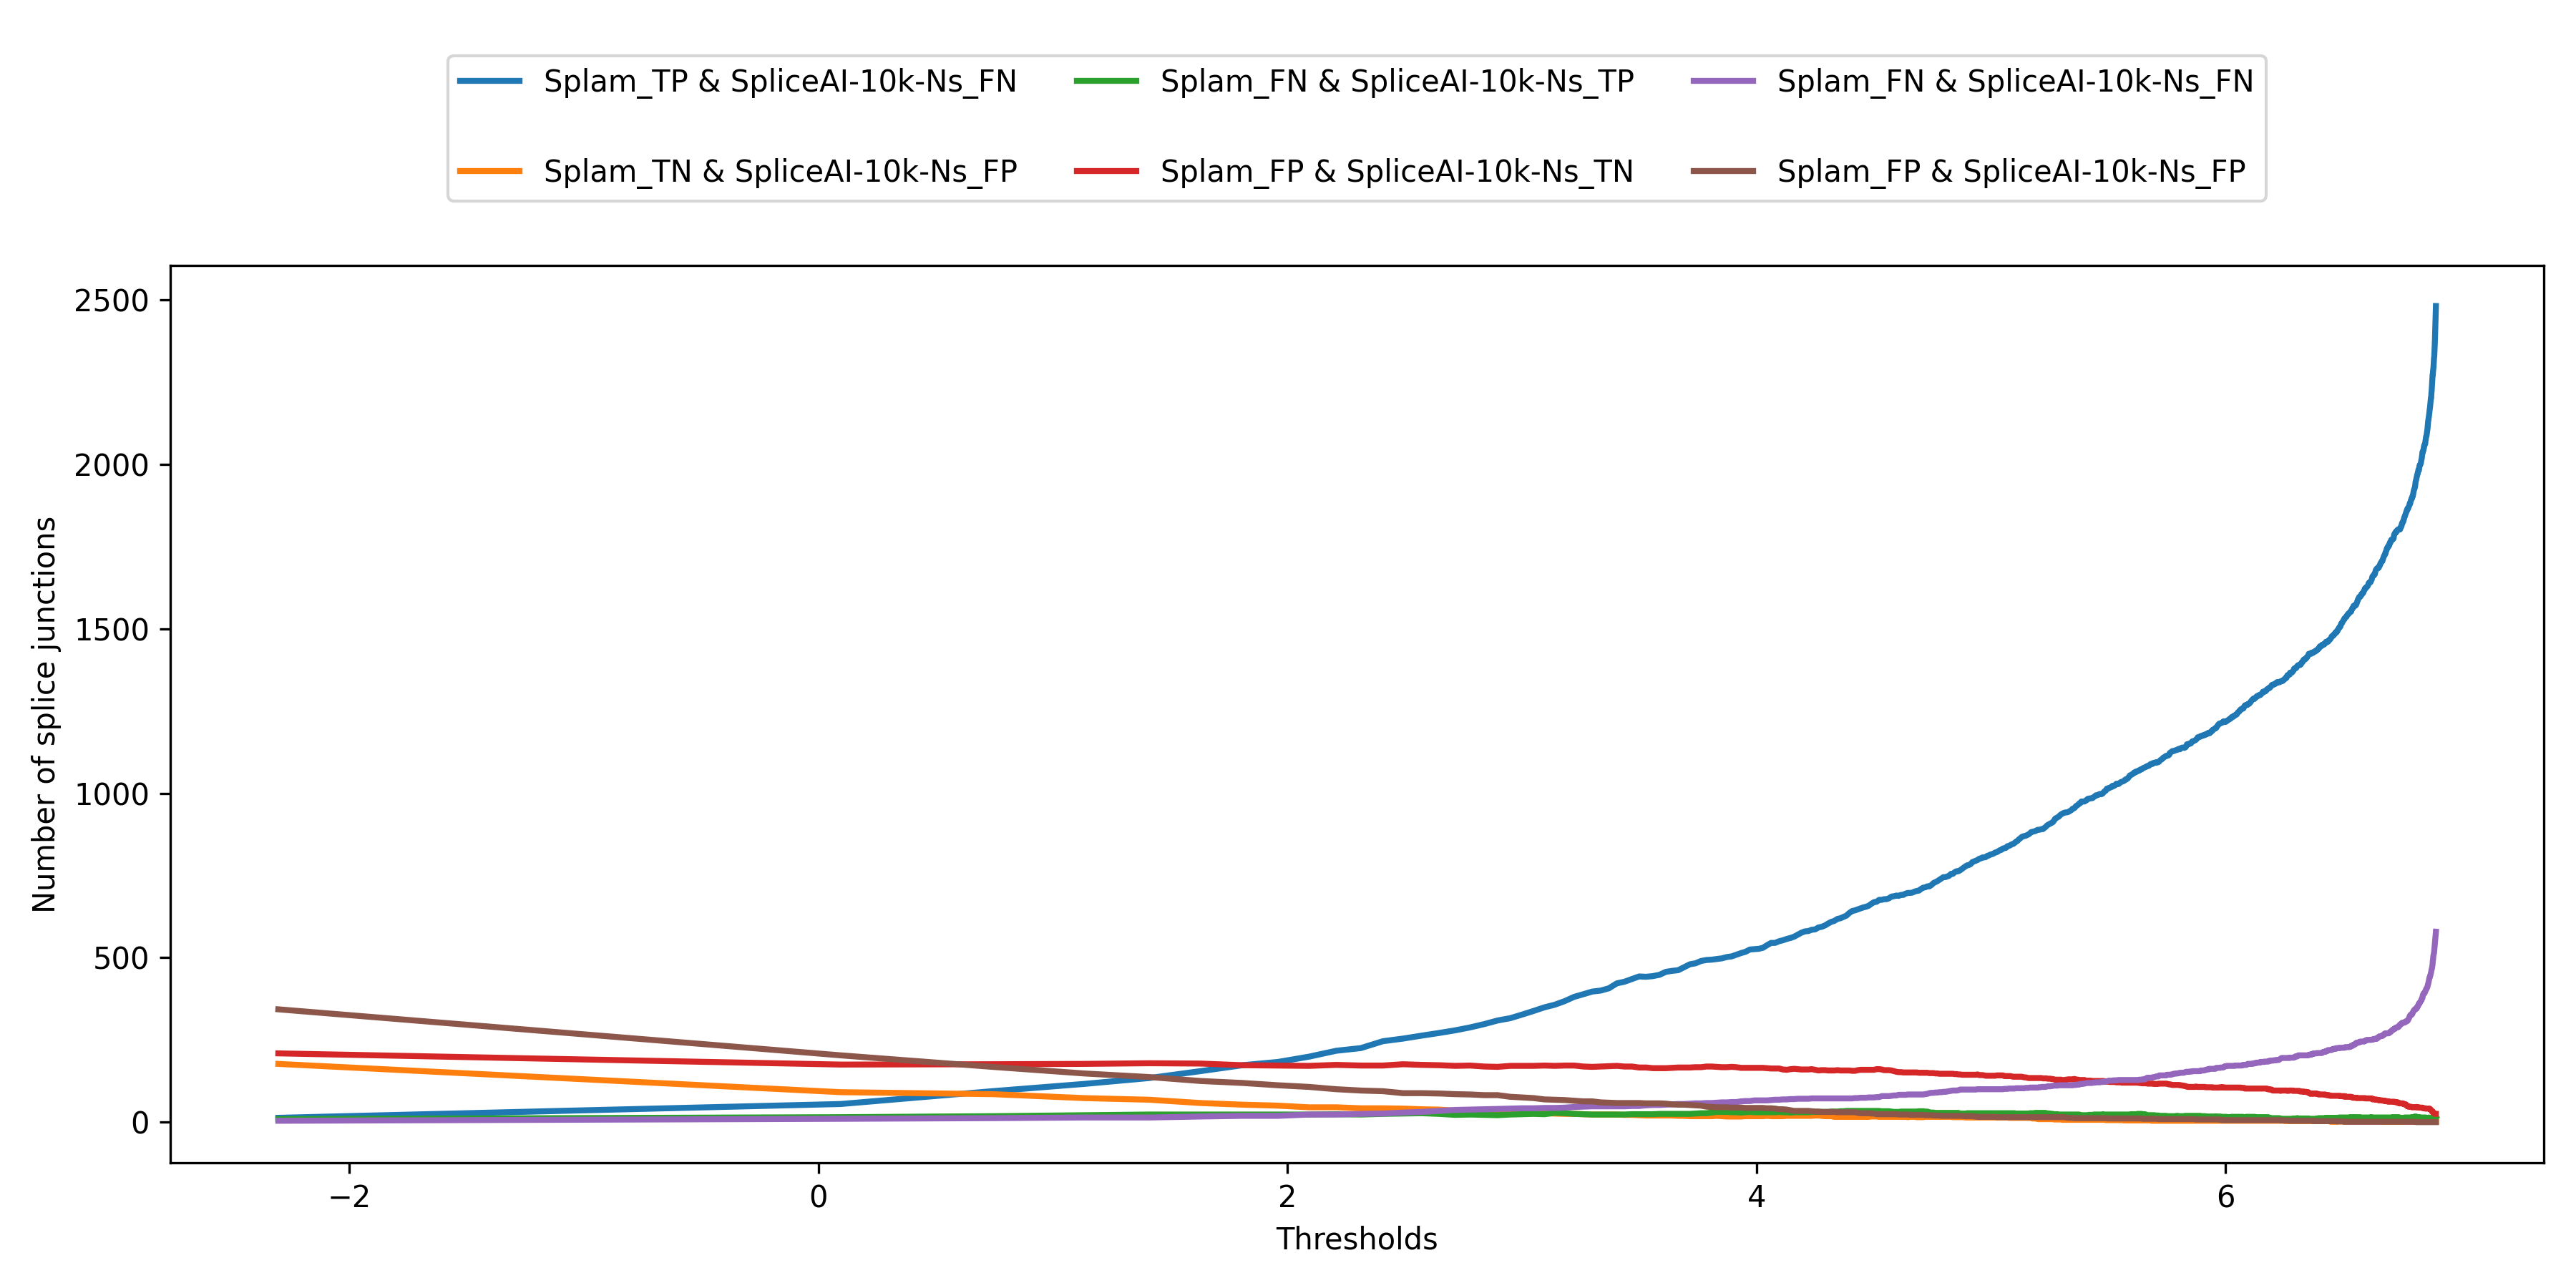 Splam_TP & SpliceAI-10k-Ns_FN
Splam_FN & SpliceAI-10k-Ns_TP
Splam_FN & SpliceAI-10k-Ns_FN
Splam_TN & SpliceAI-10k-Ns_FP
Splam_FP & SpliceAI-10k-Ns_TN
Splam_FP & SpliceAI-10k-Ns_FP
Number of splice junctions
2500
2000
1500
1000
500
0
−2
0
2
4
6
Thresholds